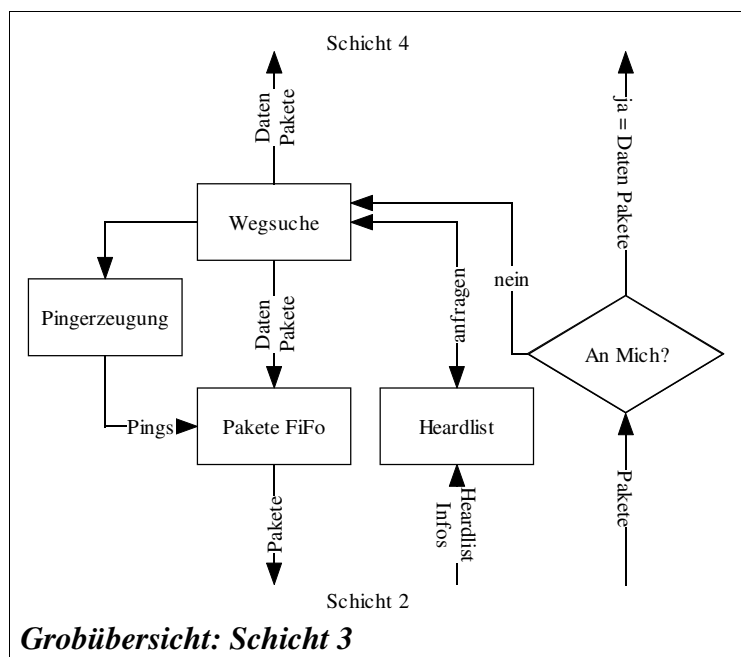 Schicht 4
Daten
Pakete
ja = Daten Pakete
Wegsuche
nein
Pingerzeugung
Daten
Pakete
anfragen
An Mich?
Pings
Pakete FiFo
Heardlist
Pakete
Heardlist
Infos
Pakete
Schicht 2
Grobübersicht: Schicht 3